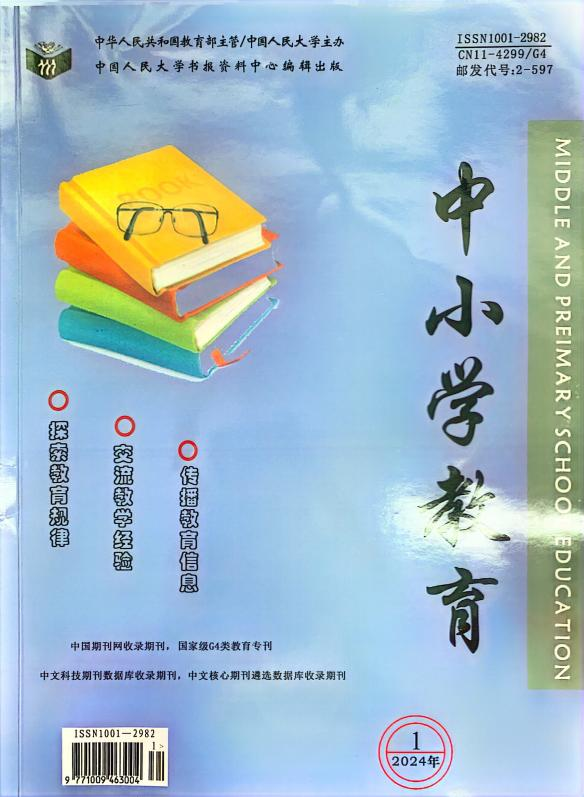 中华人民共和国教育部主管/中国人民大学主办
中国人民大学书报资料中心编辑出版
ISSN1001-2982
CN11-4299/G4
邮发代号:2-597
BOOK
中小学教育
MIDDLE AND PREIMARY SCHOOL EDUCATION
探索教育规律
交流教学经验
传播教育信息
中国期刊网收录期刊，国家级G4类教育专刊
中文科技期刊数据库收录期刊，中文核心期刊遴选数据库收录期刊
ISSN1001-2982
1>
9 771009 463004
1
2024年